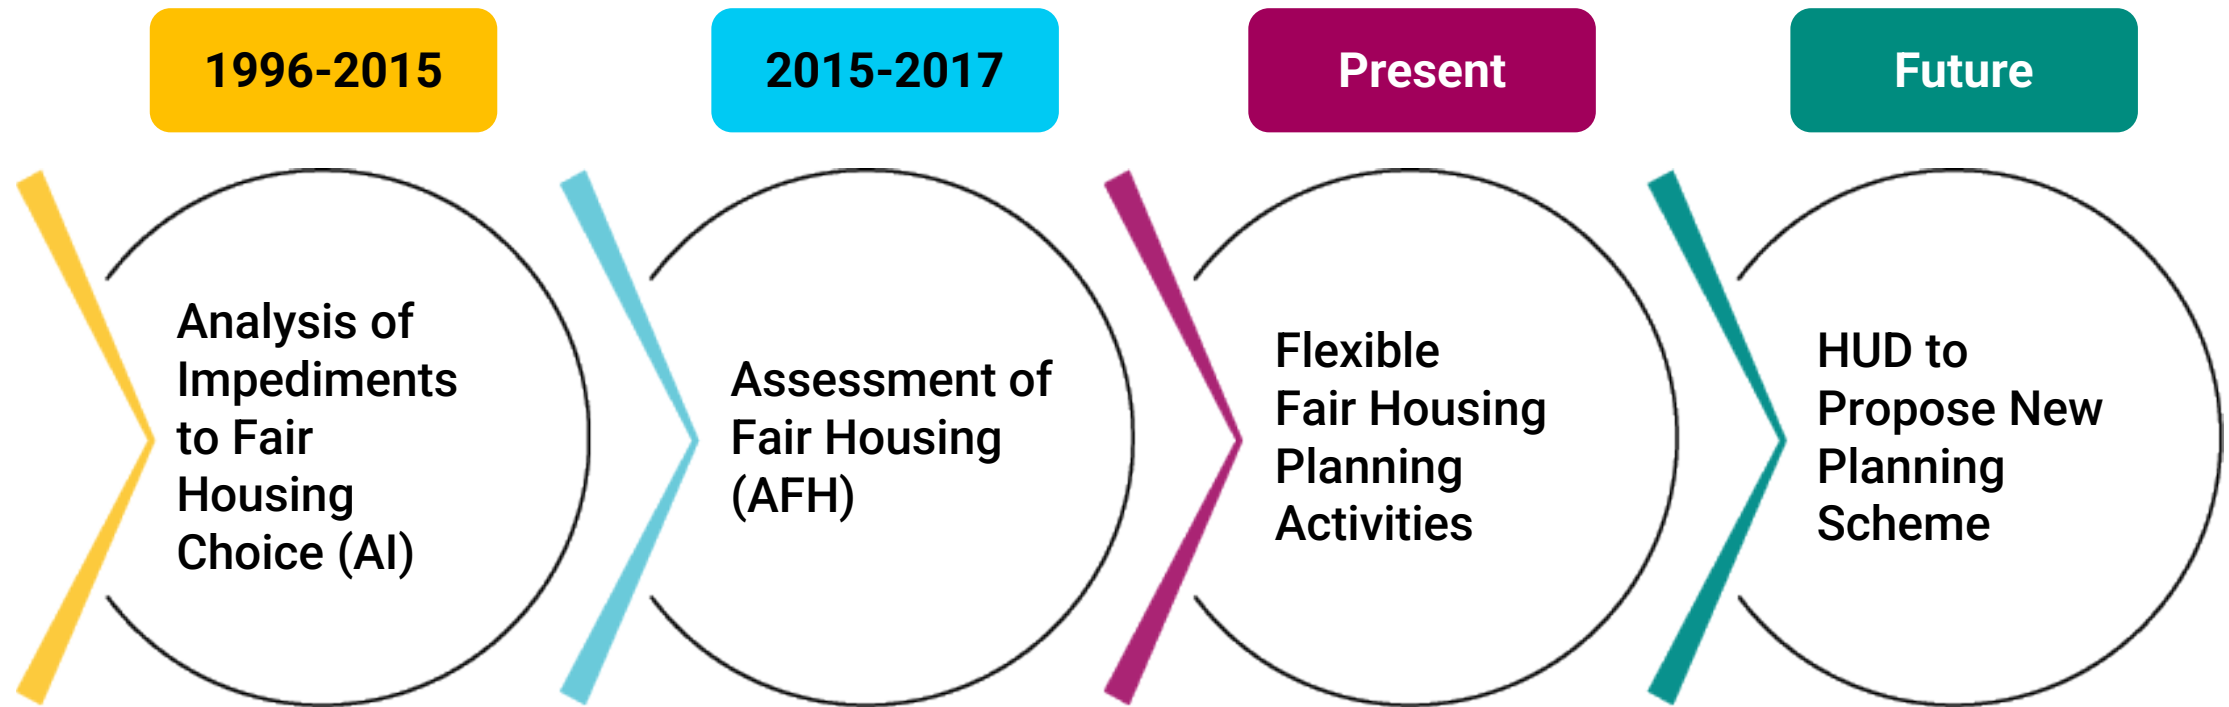 1996-2015
Analysis of
Impediments
to Fair
Housing
Choice (AI)
2015-2017
Assessment of
Fair Housing
(AFH)
Present
Flexible
Fair Housing
Planning
Activities
Future
HUD to
Propose New
Planning
Scheme